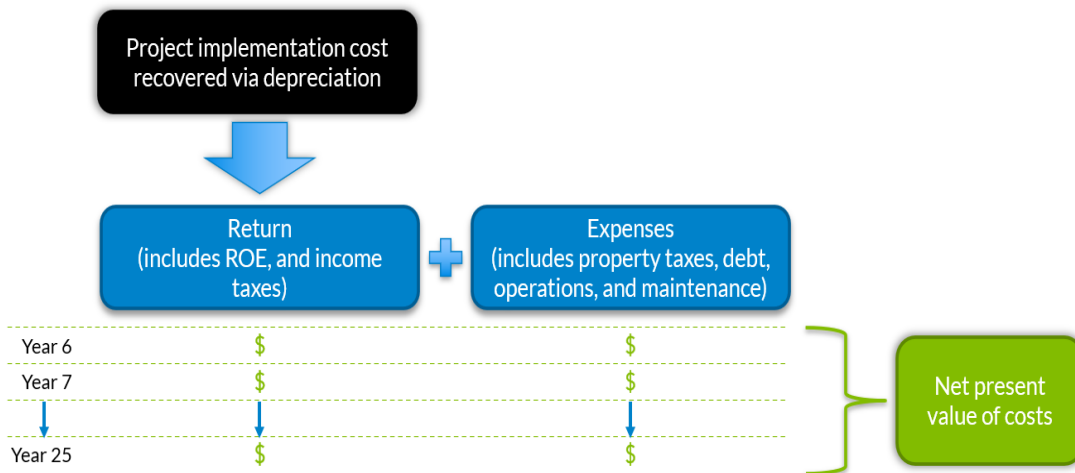 Project implementation cost
recovered via depreciation
Return
(includes ROE, and income
taxes)
Expenses
(includes property taxes, debt,
operations, and maintenance)
Year 6
$
$
Year 7
$
$
Net present
value of costs
Year 25
$
$